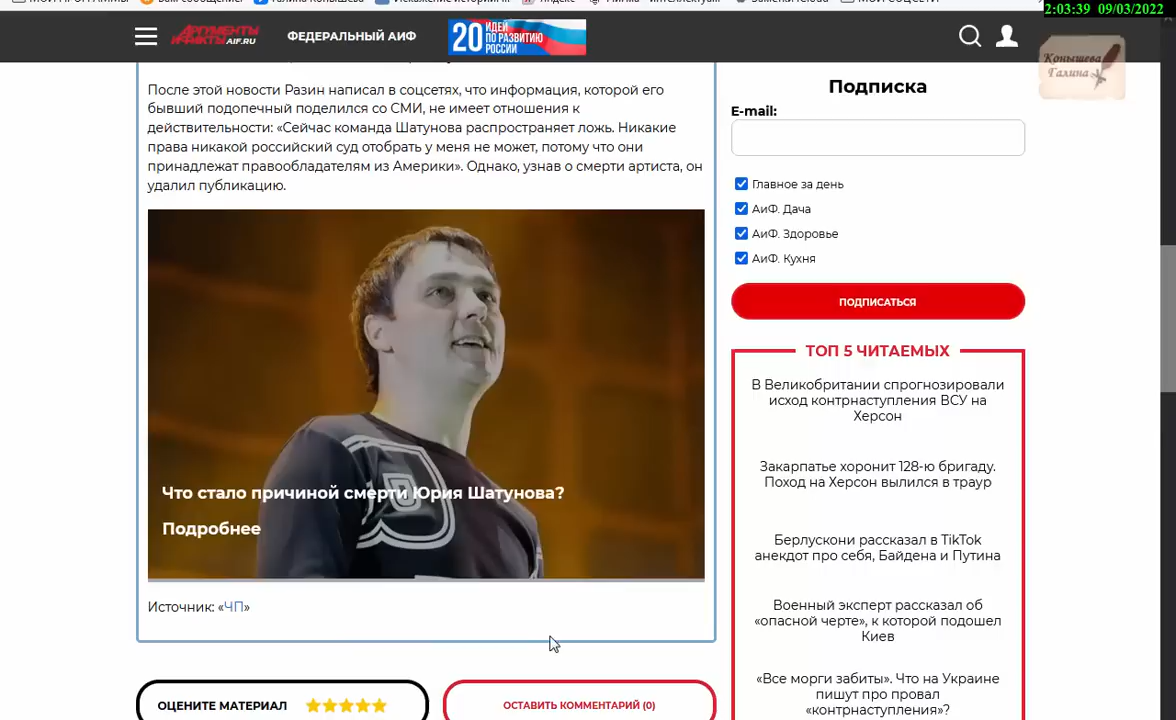 2:03:39 09/03/2022
АРГУМЕНТЫ
И ФАКТЫ AIF.RU
ФЕДЕРАЛЬНЫЙ АИФ
20 ИДЕЙ
ПО РАЗВИТИЮ
РОССИИ
Конышева
Галина
После этой новости Разин написал в соцсетях, что информация, которой его
бывший подопечный поделился со СМИ, не имеет отношения к
действительности: «Сейчас команда Шатунова распространяет ложь. Никакие
права никакой российский суд отобрать у меня не может, потому что они
принадлежат правообладателям из Америки». Однако, узнав о смерти артиста, он
удалил публикацию.
Что стало причиной смерти Юрия Шатунова?
Подробнее
Источник: «ЧП»
ОЦЕНИТЕ МАТЕРИАЛ
ОСТАВИТЬ КОММЕНТАРИЙ (0)
Подписка
E-mail:
Главное за день
АиФ. Дача
АиФ. Здоровье
АиФ. Кухня
ПОДПИСАТЬСЯ
ТОП 5 ЧИТАЕМЫХ
В Великобритании спрогнозировали
исход контрнаступления ВСУ на
Херсон
Закарпатье хоронит 128-ю бригаду.
Поход на Херсон вылился в траур
Берлускони рассказал в TikTok
анекдот про себя, Байдена и Путина
Военный эксперт рассказал об
«опасной черте», к которой подошел
Киев
«Все морги забиты». Что на Украине
пишут про провал
«контрнаступления»?